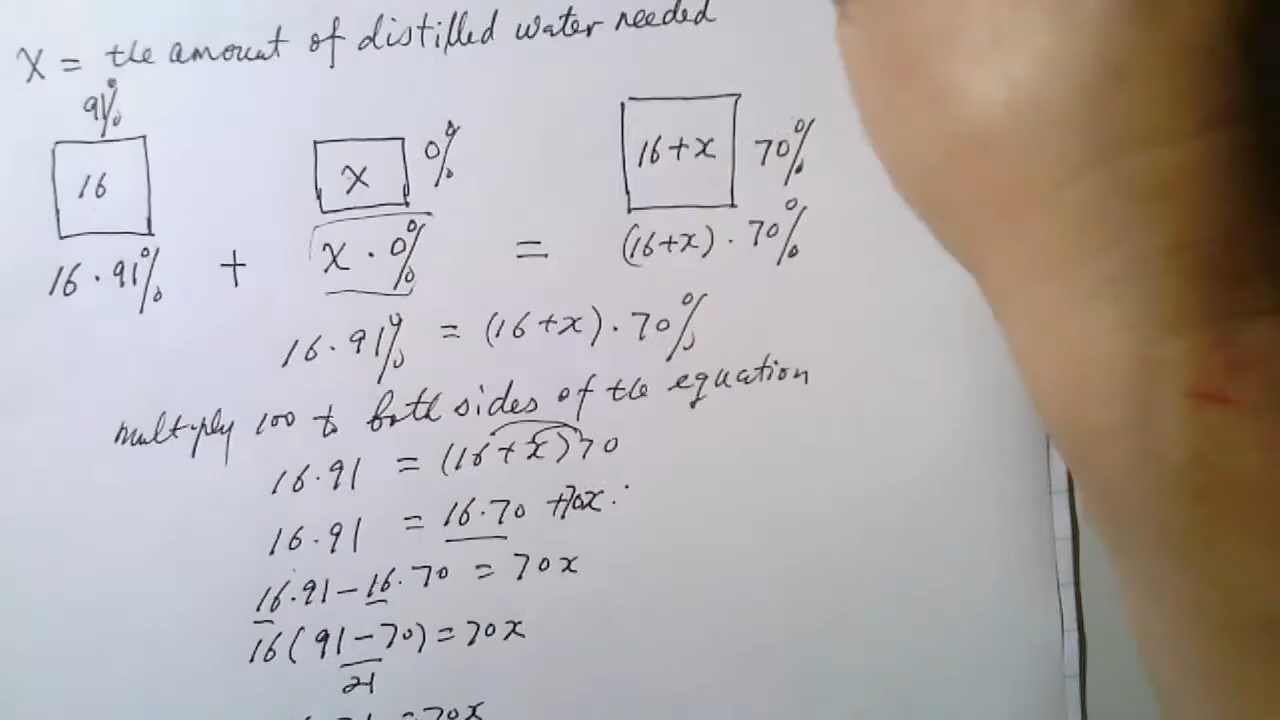 X = the amount of distilled water needed
91%
16 x 0% 16+x 70%
16·91% + x·0% = (16+x)·70%
16·91% = (16+x)·70%
multiply 100 to both sides of the equation
16·91 = (16+x)70
16·91 = 16·70 +70x
16·91-16·70 = 70x
16(91-70) = 70x
21
= 70x